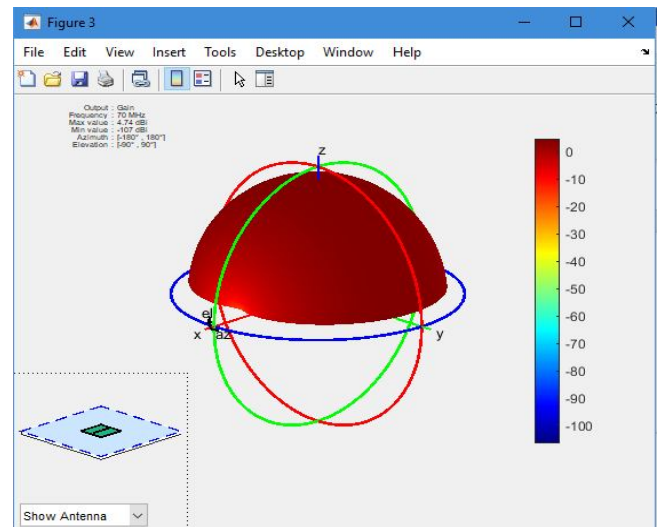 Figure 3
File Edit View Insert Tools Desktop Window Help
Output : Gain
Frequency : 70 MHz
Max value : 4.74 dBi
Min value : -107 dBi
Azimuth : [-180° , 180°]
Elevation : [-90° , 90°]
z
0
-10
-20
-30
-40
-50
-60
-70
-80
-90
-100
el
x az y
Show Antenna